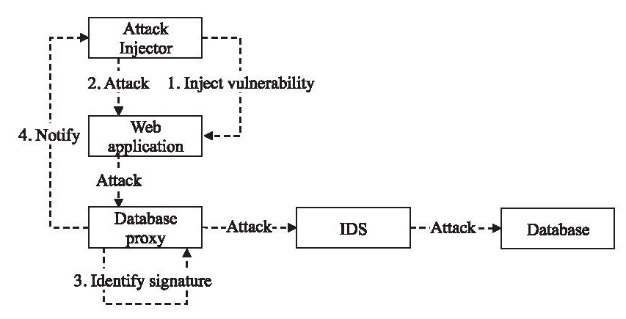 Attack
Injector
2. Attack
1. Inject vulnerability
4. Notify
Web
application
Attack
Database
proxy
Attack
IDS
Attack
Database
3. Identify signature